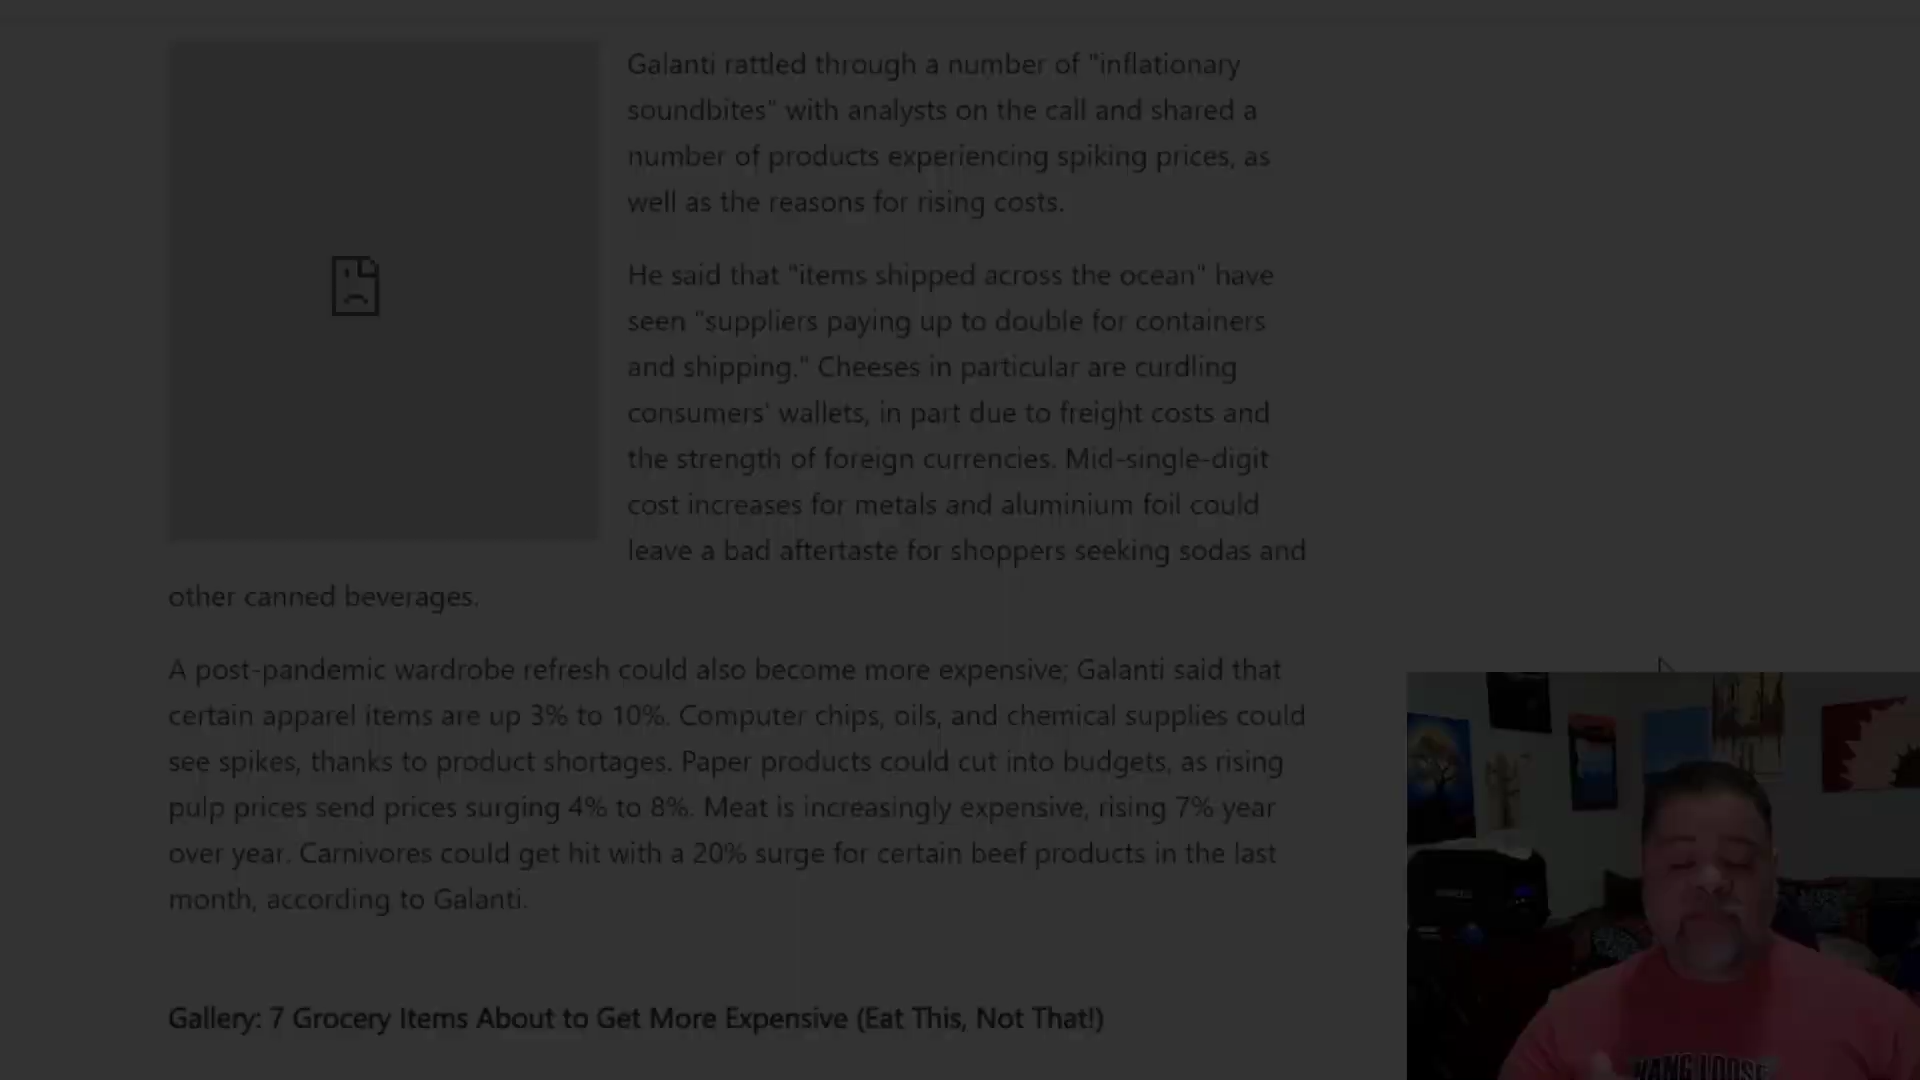 Galanti rattled through a number of "inflationary
soundbites" with analysts on the call and shared a
number of products experiencing spiking prices, as
well as the reasons for rising costs.
He said that "items shipped across the ocean" have
seen "suppliers paying up to double for containers
and shipping." Cheeses in particular are curdling
consumers' wallets, in part due to freight costs and
the strength of foreign currencies. Mid-single-digit
cost increases for metals and aluminium foil could
leave a bad aftertaste for shoppers seeking sodas and
other canned beverages.
A post-pandemic wardrobe refresh could also become more expensive; Galanti said that
certain apparel items are up 3% to 10%. Computer chips, oils, and chemical supplies could
see spikes, thanks to product shortages. Paper products could cut into budgets, as rising
pulp prices send prices surging 4% to 8%. Meat is increasingly expensive, rising 7% year
over year. Carnivores could get hit with a 20% surge for certain beef products in the last
month, according to Galanti.
Gallery: 7 Grocery Items About to Get More Expensive (Eat This, Not That!)
HANG LOOSE